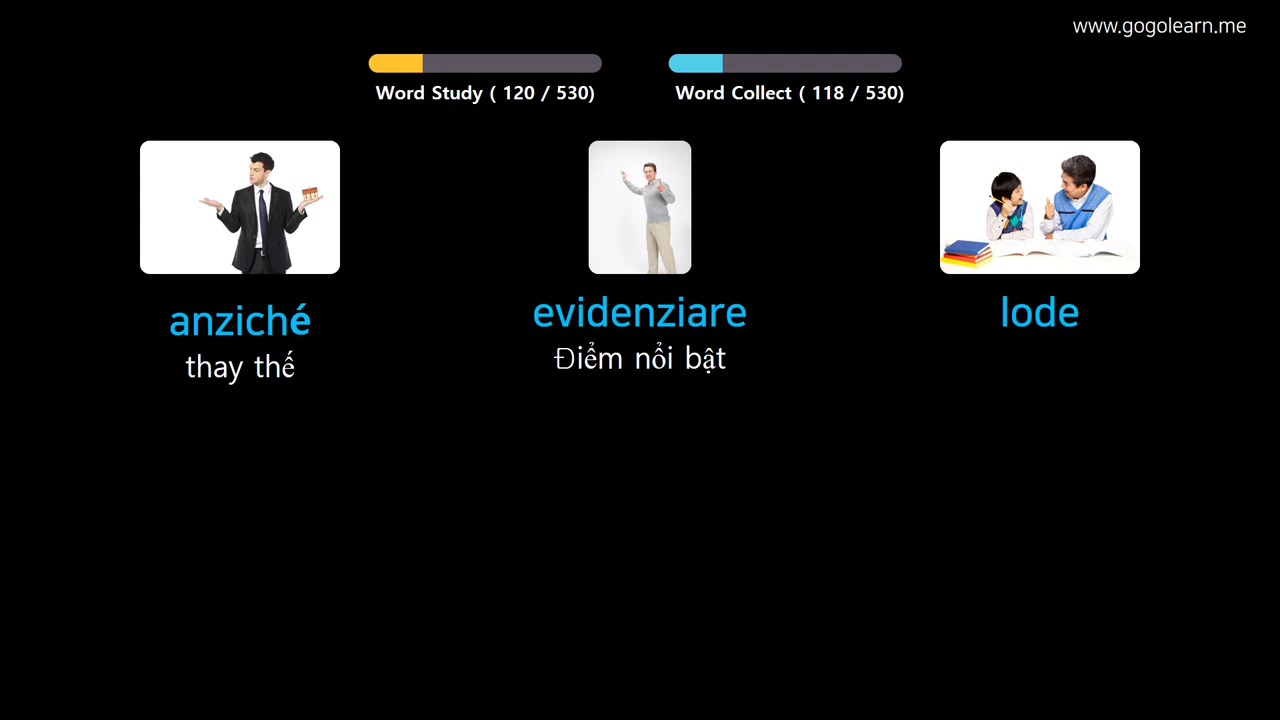 www.gogolearn.me
Word Study ( 120 / 530)
Word Collect ( 118 / 530)
anziché
thay thế
evidenziare
Điểm nổi bật
lode